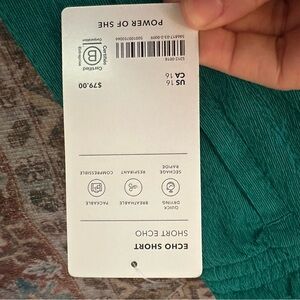 ECHO SHORT
SHORT ECHO
QUICK DRYING
BREATHABLE
PACKABLE
SÉCHAGE RAPIDE
RESPIRANT
COMPRESSIBLE
US 16
CA 16
$79.00
Certified
B
Corporation
POWER OF SHE